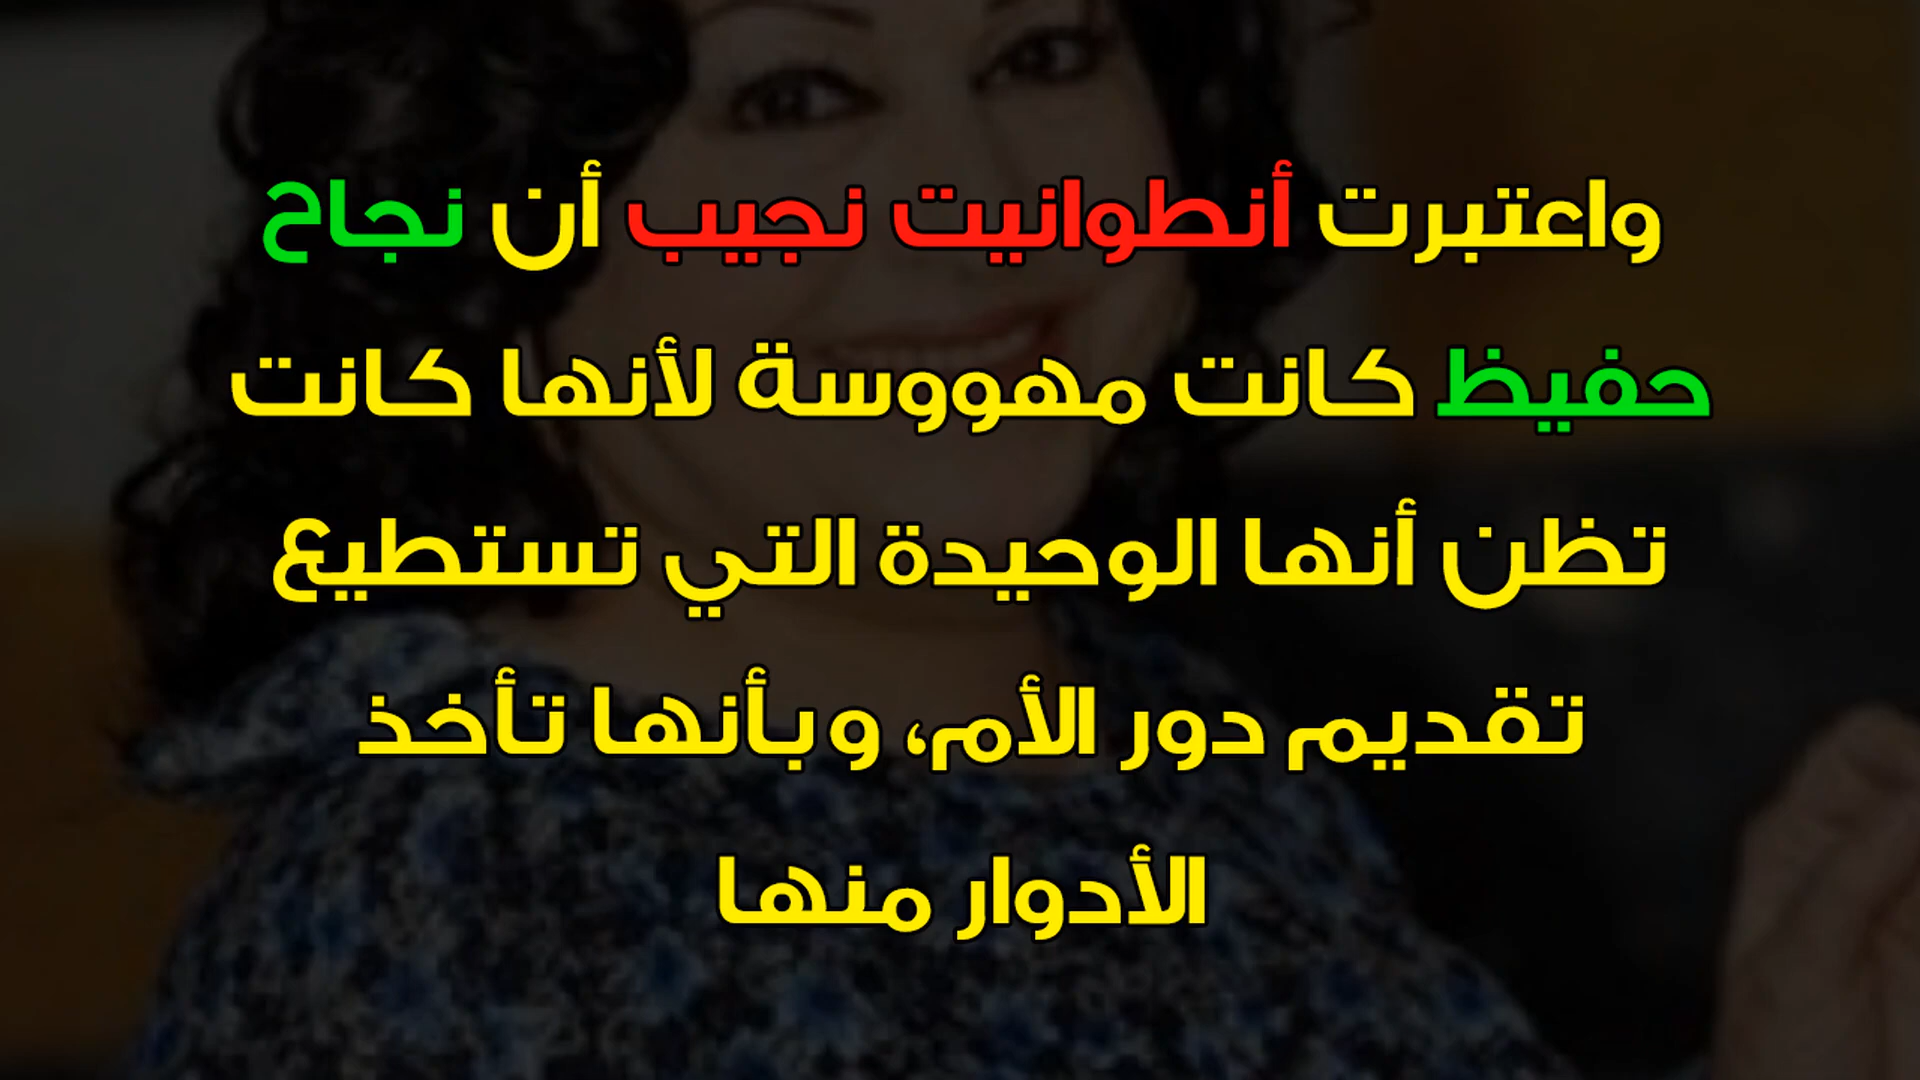 واعتبرت أنطوانيت نجيب أن نجاح
حفيظ كانت مهووسة لأنها كانت
تظن أنها الوحيدة التي تستطيع
تقديم دور الأم، وبأنها تأخذ
الأدوار منها